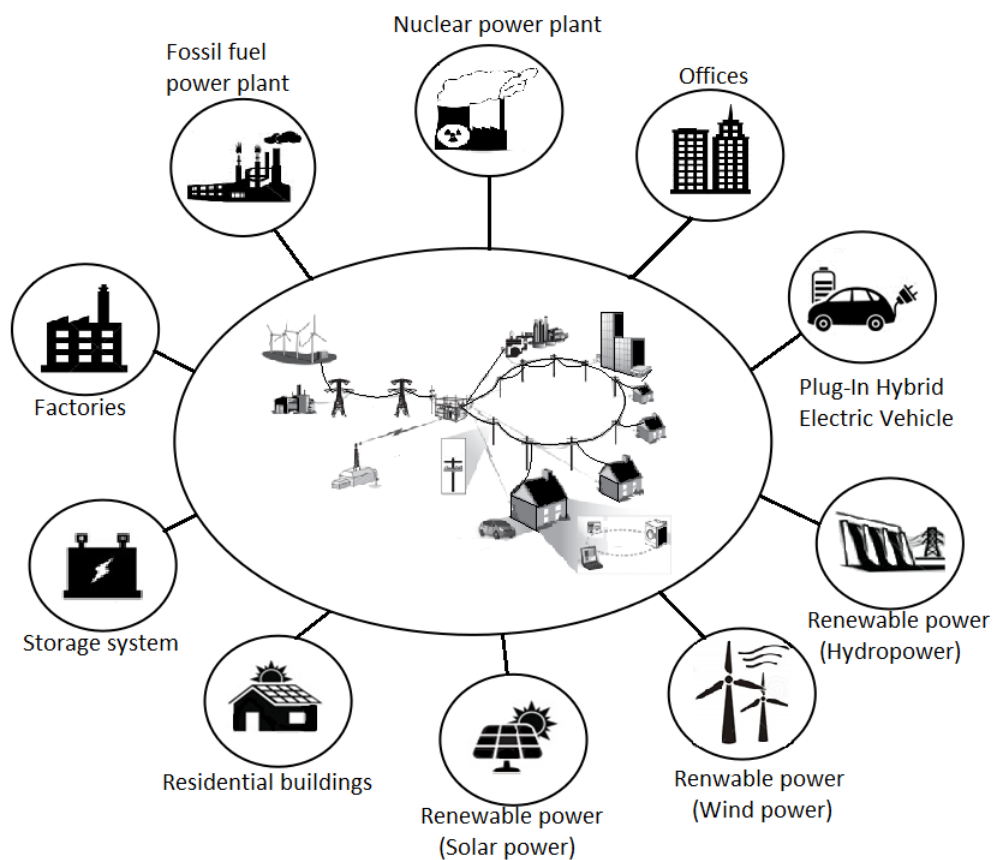 Nuclear power plant
Fossil fuel
power plant
Offices
Factories
Plug-In Hybrid
Electric Vehicle
Storage system
Renewable power
(Hydropower)
Residential buildings
Renwable power
(Wind power)
Renewable power
(Solar power)